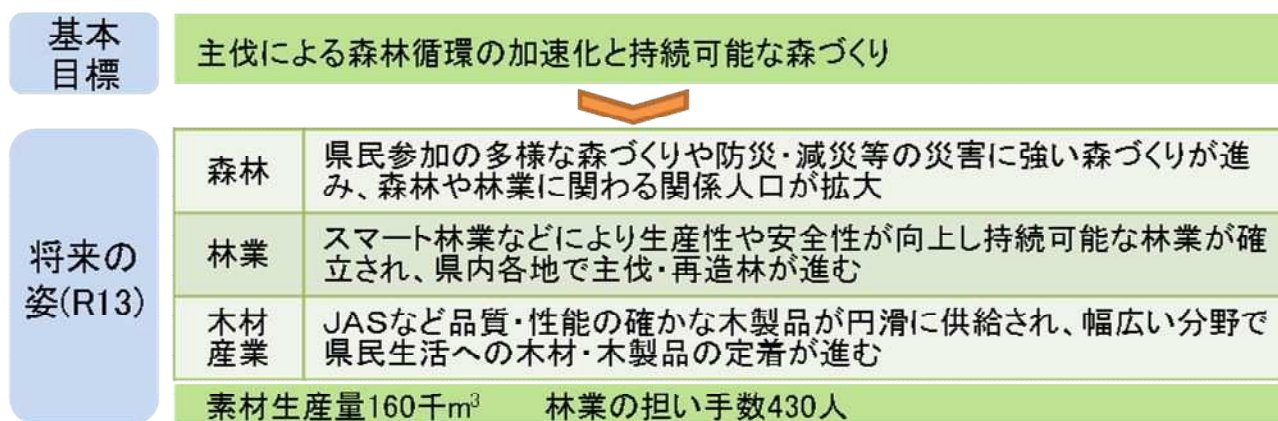 基本
目標
主伐による森林循環の加速化と持続可能な森づくり
将来の
姿(R13)
森林
県民参加の多様な森づくりや防災・減災等の災害に強い森づくりが進
み、森林や林業に関わる関係人口が拡大
林業
スマート林業などにより生産性や安全性が向上し持続可能な林業が確
立され、県内各地で主伐・再造林が進む
木材
産業
JASなど品質・性能の確かな木製品が円滑に供給され、幅広い分野で
県民生活への木材・木製品の定着が進む
素材生産量160千m³　　林業の担い手数430人